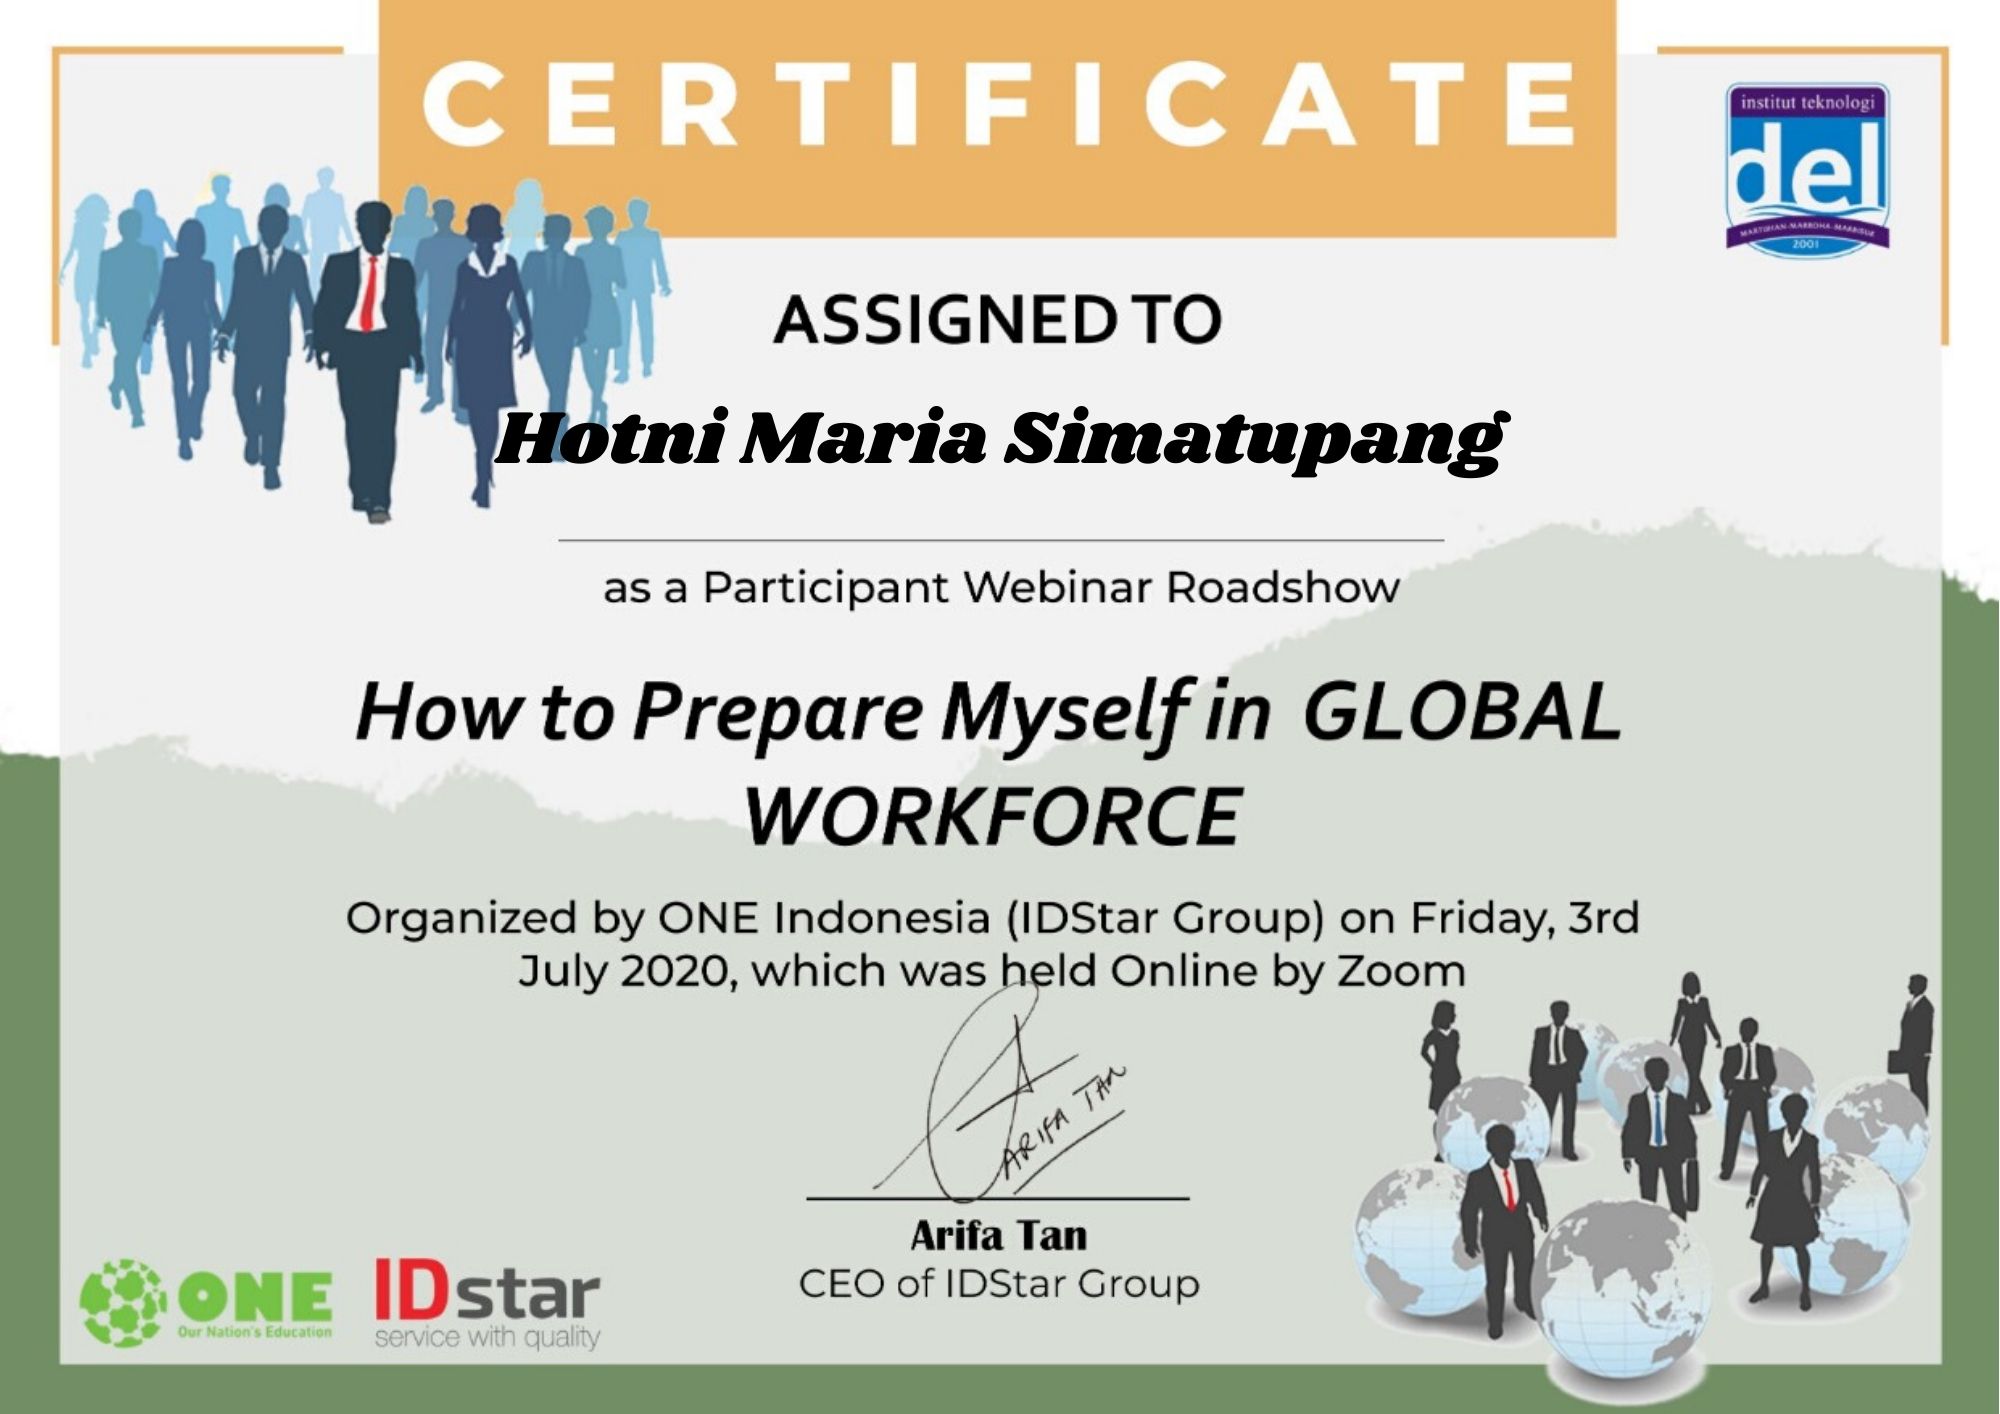 CERTIFICATE
institut teknologi
del
MARTUHAN-MARROHA-MARBISUK
2001
ASSIGNED TO
Hotni Maria Simatupang
as a Participant Webinar Roadshow
How to Prepare Myself in GLOBAL
WORKFORCE
Organized by ONE Indonesia (IDStar Group) on Friday, 3rd
July 2020, which was held Online by Zoom
ARIFA TAN
Arifa Tan
CEO of IDStar Group
ONE
Our Nation's Education
IDstar
service with quality